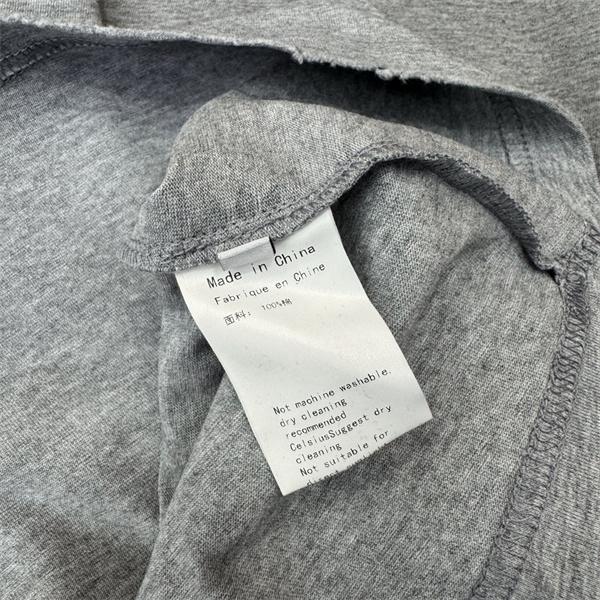 Made in China
Fabrique en Chine
面料: 100%棉
Not machine washable.
dry cleaning
recommended
CelsiusSuggest dry
cleaning
Not suitable for